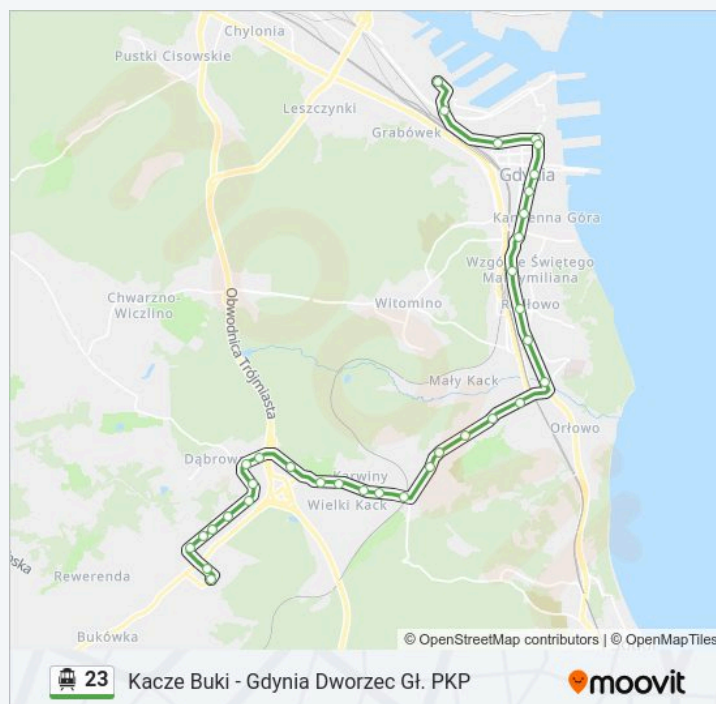 Chylonia
Pustki Cisowskie
Leszczynki
Grabówek
Gdynia
Kamienna Góra
Wzgórze Świętego
Maksymiliana
Chwarzno-
Wiczlino
Witomino
Redłowo
Obwodnica Trójmiasta
Mały Kack
Orłowo
Dąbrowa
Karwiny
Wielki Kack
Rewerenda
Bukówka
© OpenStreetMap contributors | © OpenMapTiles
23 Kacze Buki - Gdynia Dworzec Gł. PKP
moovit